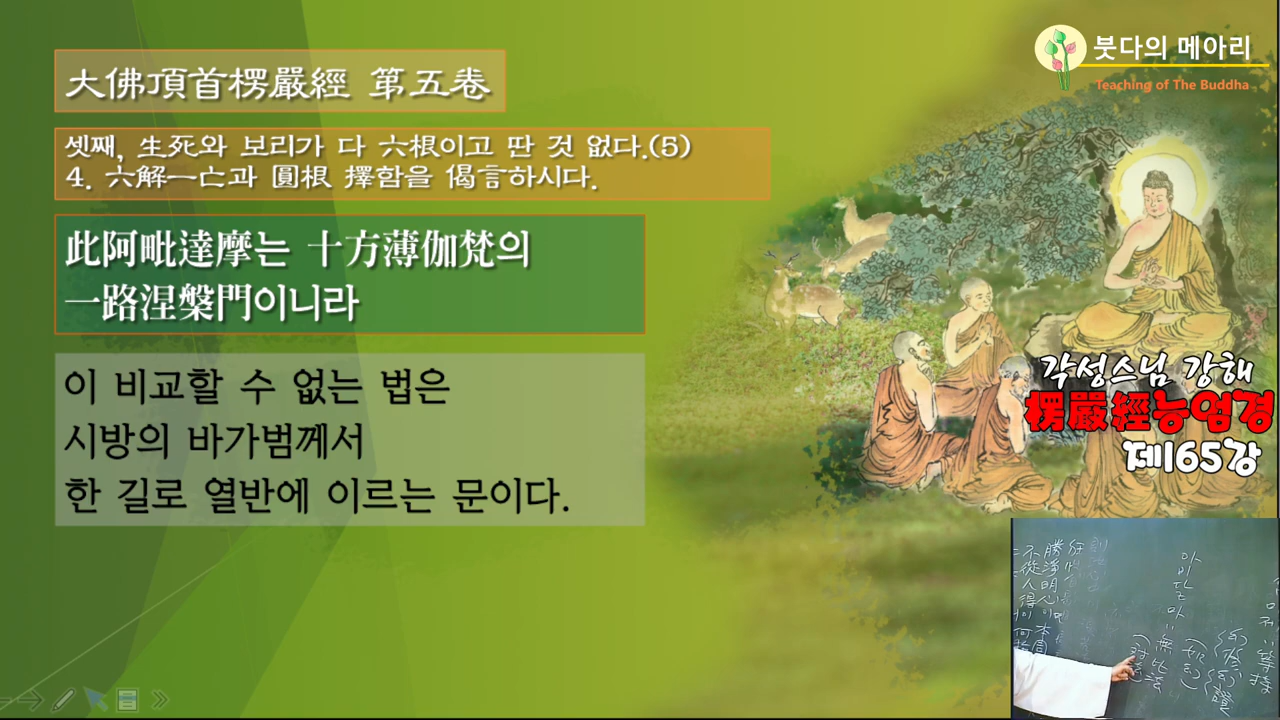 大佛頂首楞嚴經 第五卷
셋째, 生死와 보리가 다 六根이고 딴 것 없다.(5)
4. 六解一亡과 圓根 擇함을 偈言하시다.
此阿毗達摩는 十方薄伽梵의
一路涅槃門이니라
이 비교할 수 없는 법은
시방의 바가범께서
한 길로 열반에 이르는 문이다.
붓다의 메아리
Teaching of The Buddha
각성스님 강해
楞嚴經능엄경
제165강
아
비
달
마